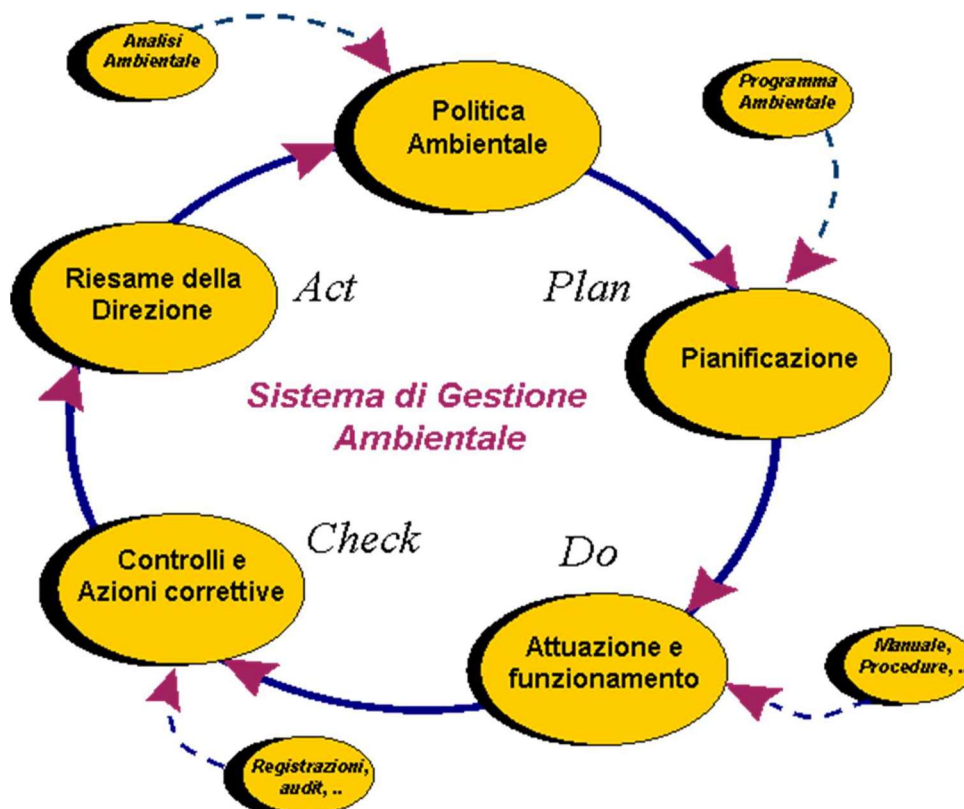 Analisi
Ambientale
Politica
Ambientale
Programma
Ambientale
Riesame della
Direzione
Act
Plan
Pianificazione
Sistema di Gestione
Ambientale
Controlli e
Azioni correttive
Check
Do
Attuazione e
funzionamento
Manuale,
Procedure, ..
Registrazioni,
audit, ..